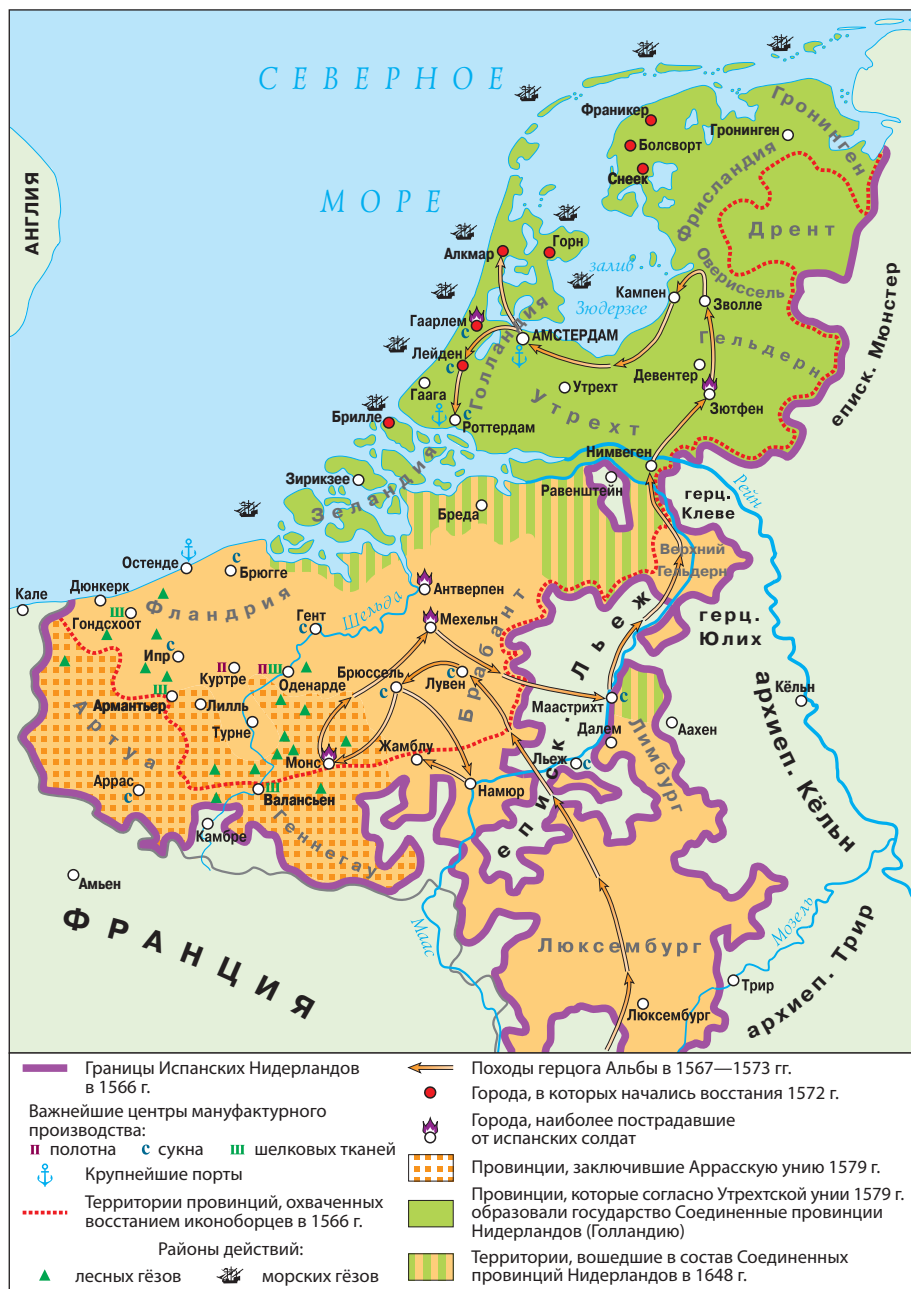 СЕВЕРНОЕ
МОРЕ
АНГЛИЯ
Франикер
Болсворт
Снеек
Гронинген
Гронинген
Фрисландия
Дрент
Овериссель
залив
Зюдерзее
Алкмар
Горн
Кампен
Зволле
Гаарлем
с
АМСТЕРДАМ
Лейден
с
Голландия
Гельдерн
Девентер
Гаага
Утрехт
Утрехт
Зютфен
еписк. Мюнстер
Брилле
с
Роттердам
Нимвеген
Зирикзее
Зеландия
Равенштейн
герц.
Клеве
Рейн
Бреда
Верхний
Гельдерн
Остенде
с
Брюгге
Антверпен
Кале
Дюнкерк
ш
Гондсхоот
Фландрия
Гент
с
Шельда
Мехельн
Брабант
герц.
Юлих
Ипр
с
п
Куртре
п ш
Оденарде
Брюссель
с
с
Лувен
Маастрихт
с
еписк. Льеж
архиеп. Кёльн
Кёльн
ш
Армантьер
Лилль
Турне
Артуа
Монс
Жамблу
Далем
Льеж
с
Лимбург
Аахен
Аррас
с
ш
Валансьен
Намюр
Камбре
Геннегау
Амьен
ФРАНЦИЯ
Маас
Люксембург
Люксембург
Мозель
Трир
архиеп. Трир
Границы Испанских Нидерландов
в 1566 г.
Важнейшие центры мануфактурного
производства:
п полотна с сукна ш шелковых тканей
Крупнейшие порты
Территории провинций, охваченных
восстанием иконоборцев в 1566 г.
Районы действий:
лесных гёзов морских гёзов
Походы герцога Альбы в 1567—1573 гг.
Города, в которых начались восстания 1572 г.
Города, наиболее пострадавшие
от испанских солдат
Провинции, заключившие Аррасскую унию 1579 г.
Провинции, которые согласно Утрехтской унии 1579 г.
образовали государство Соединенные провинции
Нидерландов (Голландию)
Территории, вошедшие в состав Соединенных
провинций Нидерландов в 1648 г.